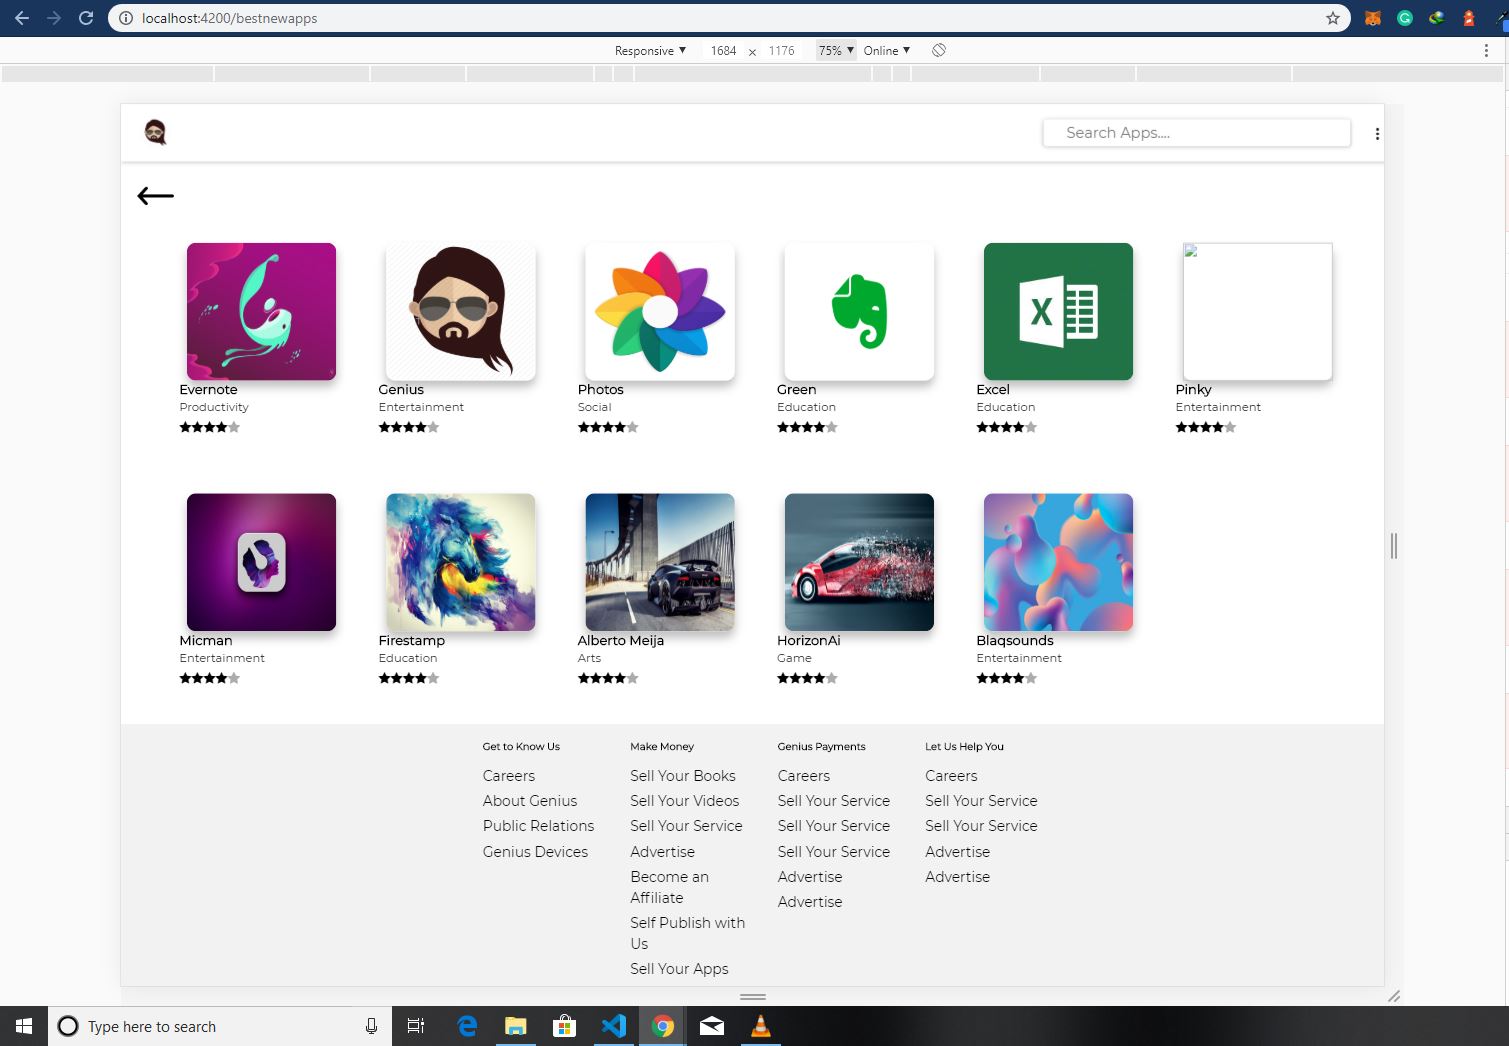 localhost:4200/bestnewapps
Responsive ▼ 1684 × 1176 75% ▼ Online ▼
Search Apps....
X
Evernote Genius Photos Green Excel Pinky
Productivity Entertainment Social Education Education Entertainment
Micman Firestamp Alberto Meija HorizonAi Blaqsounds
Entertainment Education Arts Game Entertainment
Get to Know Us
Careers
About Genius
Public Relations
Genius Devices
Make Money
Sell Your Books
Sell Your Videos
Sell Your Service
Advertise
Become an
Affiliate
Self Publish with
Us
Sell Your Apps
Genius Payments
Careers
Sell Your Service
Sell Your Service
Sell Your Service
Advertise
Advertise
Let Us Help You
Careers
Sell Your Service
Sell Your Service
Advertise
Advertise
Type here to search